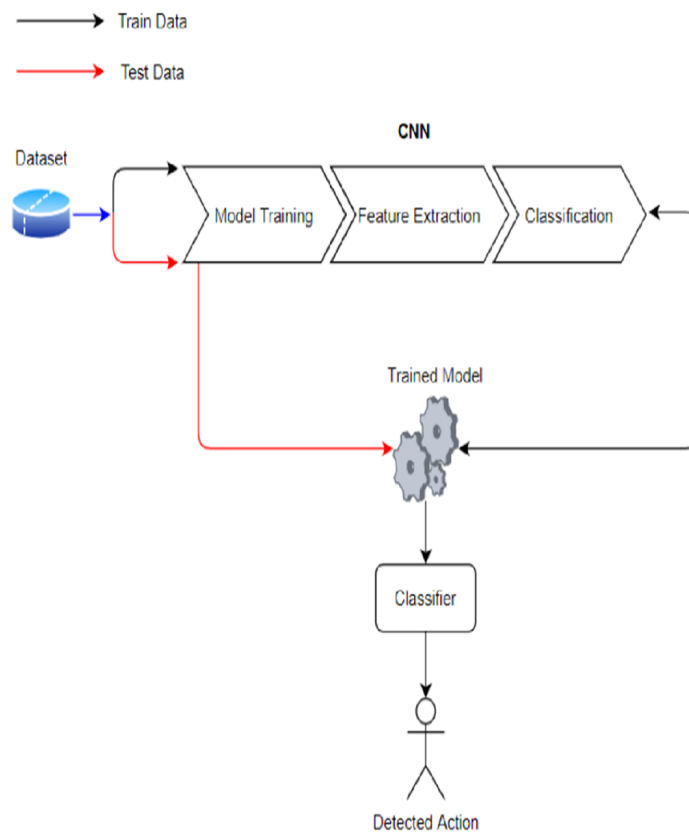 Train Data
Test Data
CNN
Dataset
Model Training
Feature Extraction
Classification
Trained Model
Classifier
Detected Action